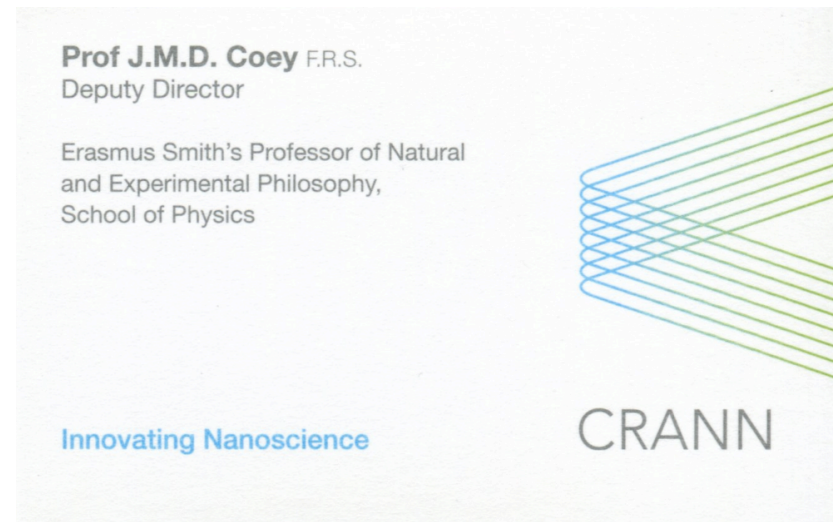 Prof J.M.D. Coey F.R.S.
Deputy Director
Erasmus Smith's Professor of Natural
and Experimental Philosophy,
School of Physics
Innovating Nanoscience
CRANN